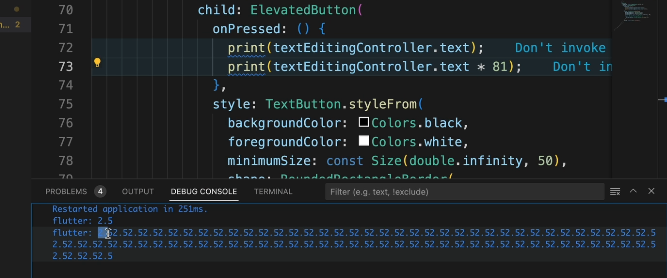 70 child: ElevatedButton(
71 onPressed: () {
2 72 print(textEditingController.text); Don't invoke
73 print(textEditingController.text * 81); Don't in
74 },
75 style: TextButton.styleFrom(
76 backgroundColor: Colors.black,
77 foregroundColor: Colors.white,
78 minimumSize: const Size(double.infinity, 50),
79 shape: RoundedRectangleBorder(
PROBLEMS 4 OUTPUT DEBUG CONSOLE TERMINAL Filter (e.g. text, !exclude)
Restarted application in 251ms.
flutter: 2.5
flutter: 2.52.52.52.52.52.52.52.52.52.52.52.52.52.52.52.52.52.52.52.52.52.52.52.52.52.52.52.52.52.52.52.52.52.52.52.52.5
2.52.52.52.52.52.52.52.52.52.52.52.52.52.52.52.52.52.52.52.52.52.52.52.52.52.52.52.52.52.52.52.52.52.52.52.52.52.52.52.5
2.52.52.52.5